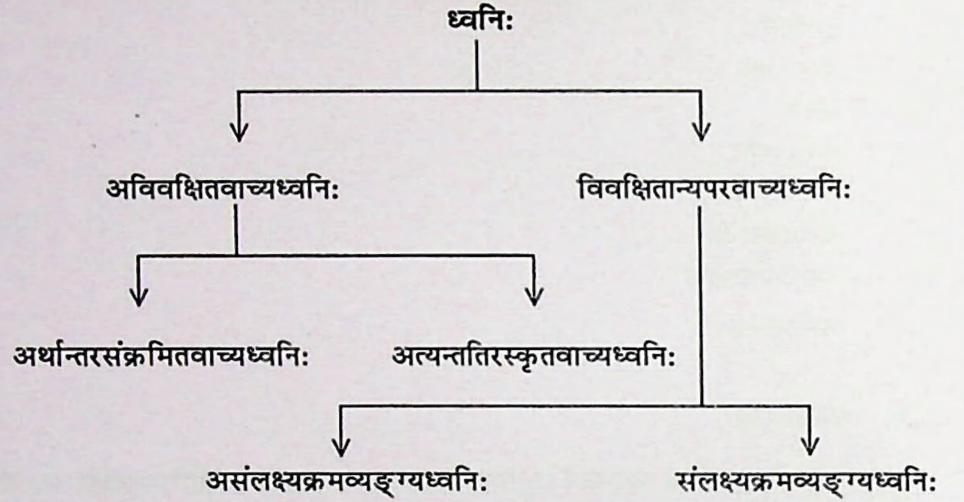 ध्वनिः
अविवक्षितवाच्यध्वनिः विवक्षितान्यपरवाच्यध्वनिः
अर्थान्तरसंक्रमितवाच्यध्वनिः अत्यन्ततिरस्कृतवाच्यध्वनिः
असंलक्ष्यक्रमव्यङ्ग्यध्वनिः संलक्ष्यक्रमव्यङ्ग्यध्वनिः